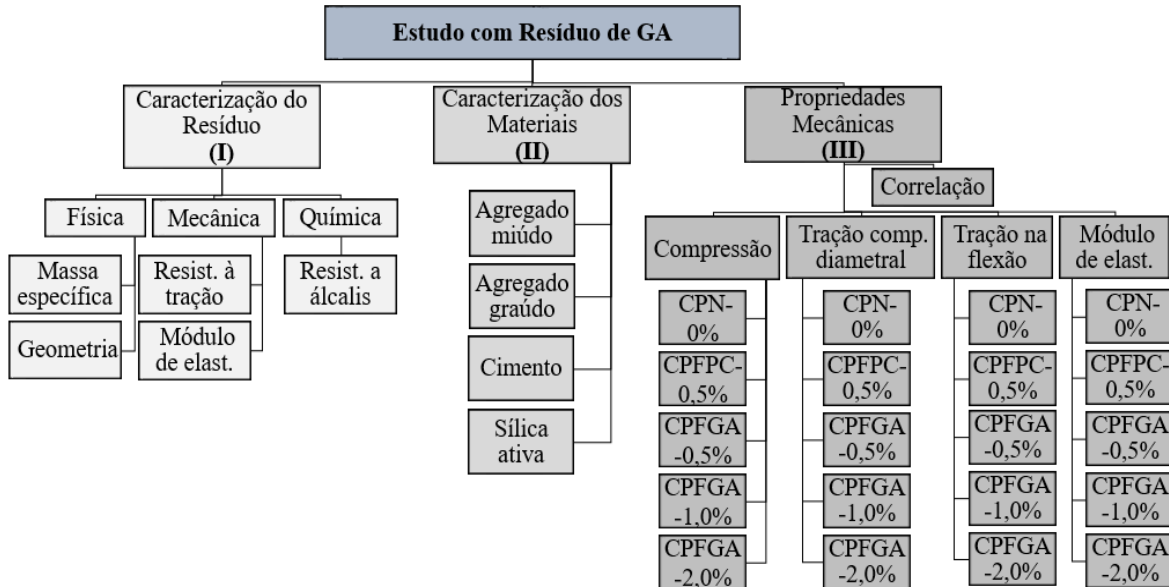 Estudo com Resíduo de GA
Caracterização do
Resíduo
(I)
Física
Massa
específica
Geometria
Mecânica
Resist. à
tração
Módulo
de elast.
Química
Resist. a
álcalis
Caracterização dos
Materiais
(II)
Agregado
miúdo
Agregado
graúdo
Cimento
Sílica
ativa
Propriedades
Mecânicas
(III)
Correlação
Compressão
CPN-
0%
CPFPC-
0,5%
CPFGA
-0,5%
CPFGA
-1,0%
CPFGA
-2,0%
Tração comp.
diametral
CPN-
0%
CPFPC-
0,5%
CPFGA
-0,5%
CPFGA
-1,0%
CPFGA
-2,0%
Tração na
flexão
CPN-
0%
CPFPC-
0,5%
CPFGA
-0,5%
CPFGA
-1,0%
CPFGA
-2,0%
Módulo
de elast.
CPN-
0%
CPFPC-
0,5%
CPFGA
-0,5%
CPFGA
-1,0%
CPFGA
-2,0%